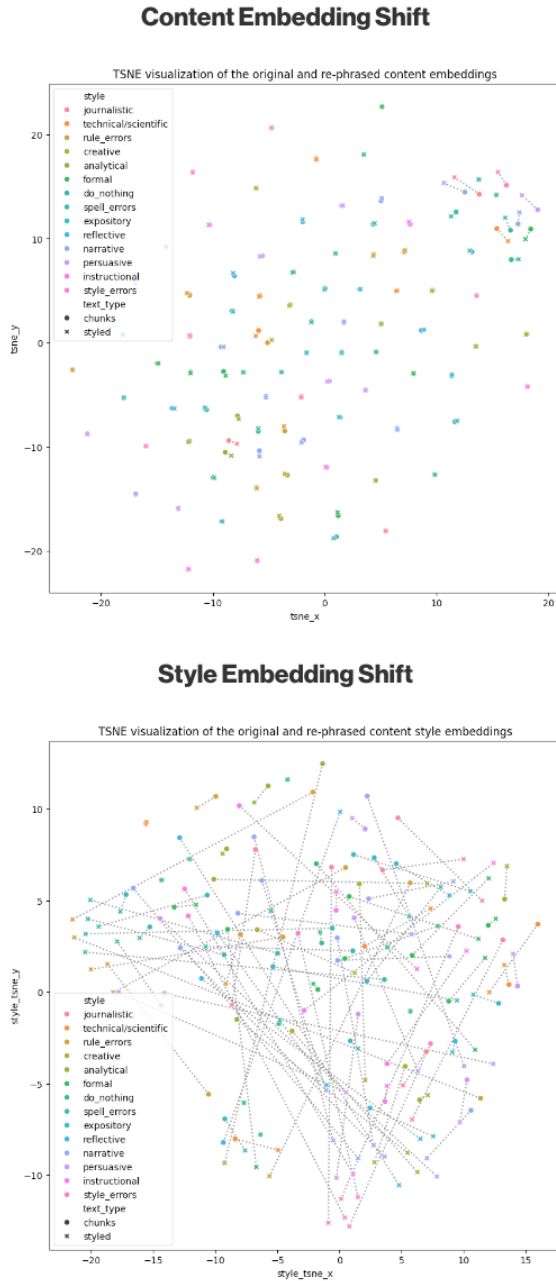 Content Embedding Shift
TSNE visualization of the original and re-phrased content embeddings
style
journalistic
technical/scientific
rule_errors
creative
analytical
formal
do_nothing
spell_errors
expository
reflective
narrative
persuasive
instructional
style_errors
text_type
chunks
styled
20
10
0
−10
−20
tsne_y
−20
−10
0
10
20
tsne_x
Style Embedding Shift
TSNE visualization of the original and re-phrased content style embeddings
10
5
0
−5
−10
style_tsne_y
style
journalistic
technical/scientific
rule_errors
creative
analytical
formal
do_nothing
spell_errors
expository
reflective
narrative
persuasive
instructional
style_errors
text_type
chunks
styled
−20
−15
−10
−5
0
5
10
15
style_tsne_x